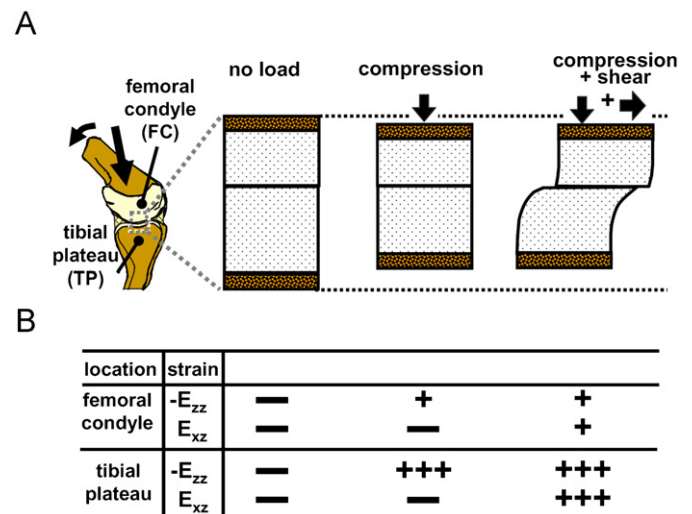 A
no load
compression
compression
+ shear
+
femoral
condyle
(FC)
tibial
plateau
(TP)
B
location strain
femoral
condyle
-Ezz — + +
Exz — — +
tibial
plateau
-Ezz — +++ +++
Exz — — +++